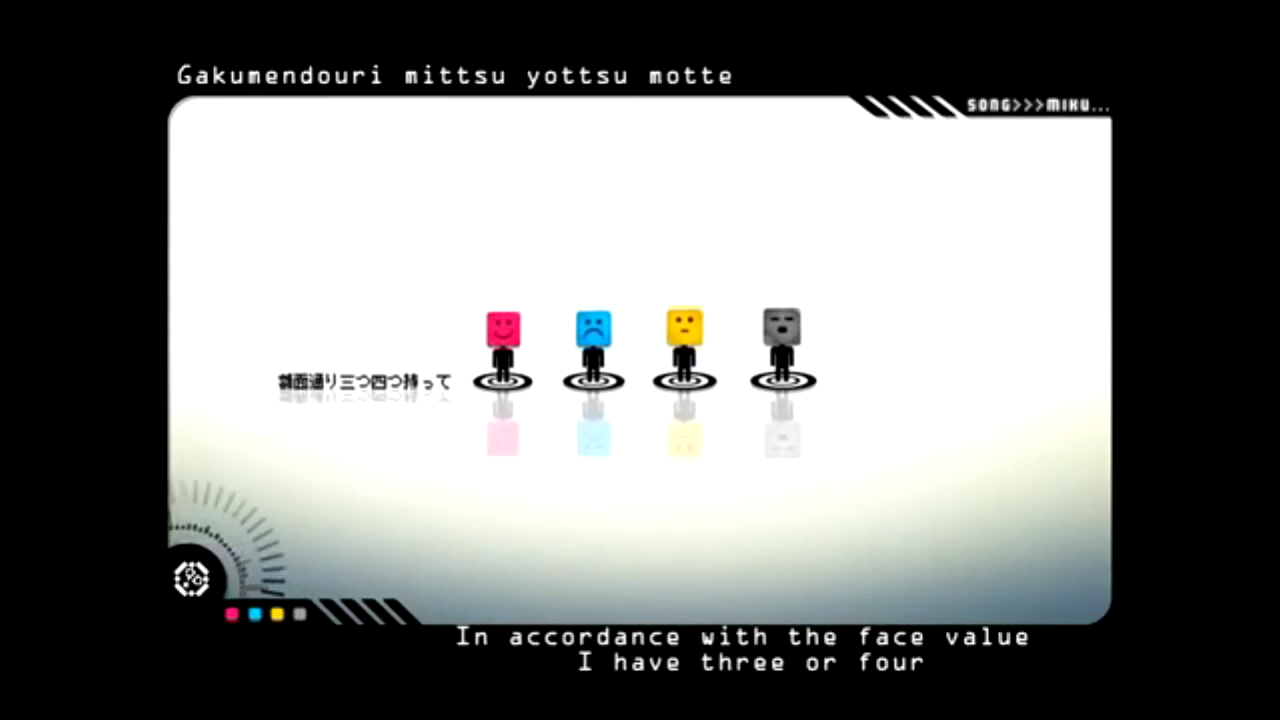 Gakumendouri mittsu yottsu motte
SONG>>>MIKU...
額面通り三つ四つ持って
In accordance with the face value
I have three or four